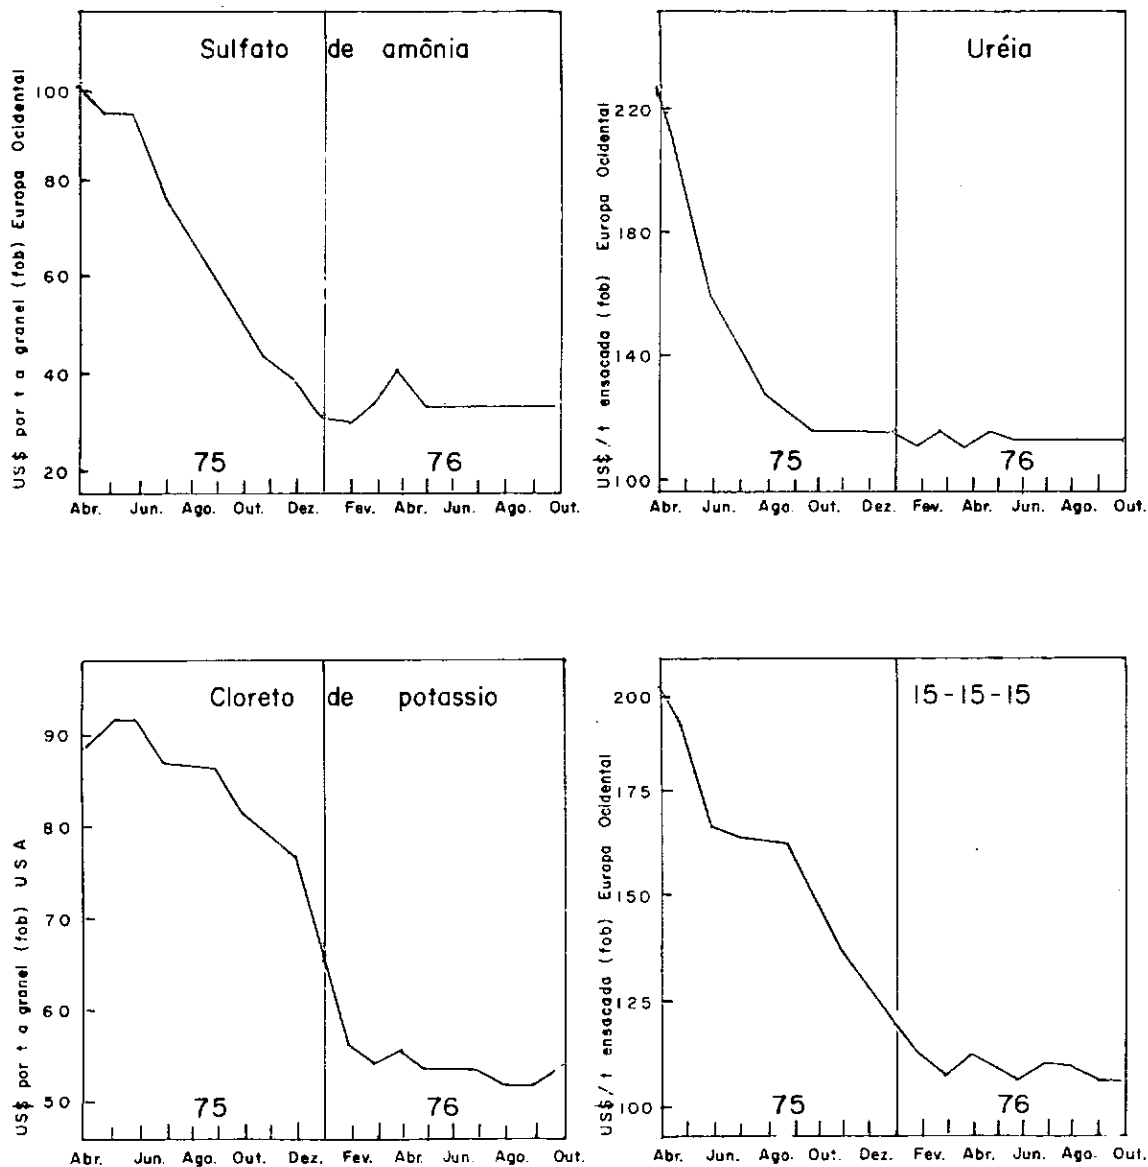 Sulfato de amônia
US$ por t a granel (fob) Europa Ocidental
100
80
60
40
20
75 76
Abr. Jun. Ago. Out. Dez. Fev. Abr. Jun. Ago. Out.
Uréia
US$/t ensacada (fob) Europa Ocidental
220
180
140
100
75 76
Abr. Jun. Ago. Out. Dez. Fev. Abr. Jun. Ago. Out.
Cloreto de potassio
US$ por t a granel (fob) USA
90
80
70
60
50
75 76
Abr. Jun. Ago. Out. Dez. Fev. Abr. Jun. Ago. Out.
15-15-15
US$/t ensacada (fob) Europa Ocidental
200
175
150
125
100
75 76
Abr. Jun. Ago. Out. Dez. Fev. Abr. Jun. Ago. Out.